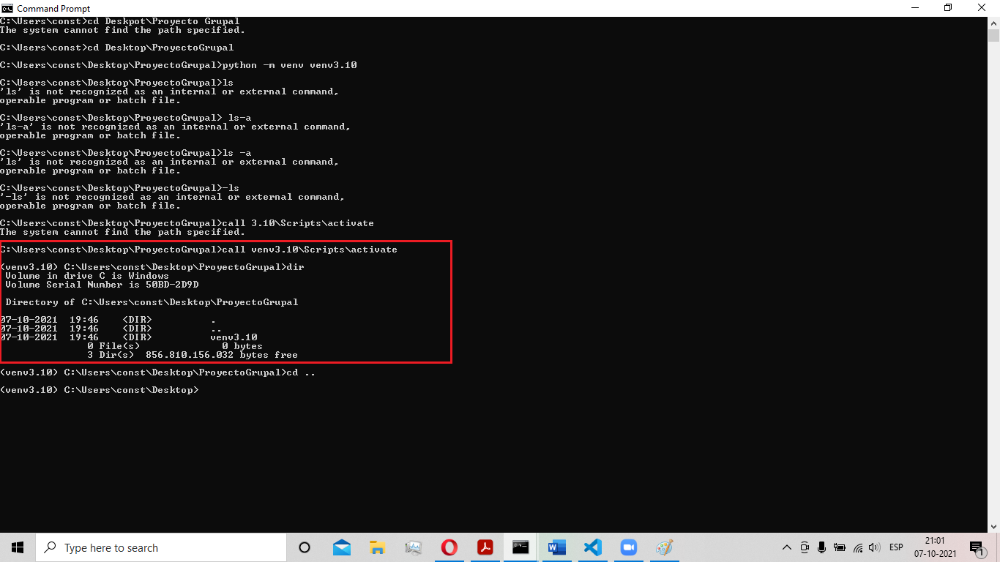 Command Prompt
C:\Users\const>cd Deskpot\Proyecto Grupal
The system cannot find the path specified.
C:\Users\const>cd Desktop\ProyectoGrupal
C:\Users\const\Desktop\ProyectoGrupal>python -m venv venv3.10
C:\Users\const\Desktop\ProyectoGrupal>ls
'ls' is not recognized as an internal or external command,
operable program or batch file.
C:\Users\const\Desktop\ProyectoGrupal> ls-a
'ls-a' is not recognized as an internal or external command,
operable program or batch file.
C:\Users\const\Desktop\ProyectoGrupal>ls -a
'ls' is not recognized as an internal or external command,
operable program or batch file.
C:\Users\const\Desktop\ProyectoGrupal>-ls
'-ls' is not recognized as an internal or external command,
operable program or batch file.
C:\Users\const\Desktop\ProyectoGrupal>call 3.10\Scripts\activate
The system cannot find the path specified.
C:\Users\const\Desktop\ProyectoGrupal>call venv3.10\Scripts\activate
(venv3.10) C:\Users\const\Desktop\ProyectoGrupal>dir
Volume in drive C is Windows
Volume Serial Number is 50BD-2D9D
Directory of C:\Users\const\Desktop\ProyectoGrupal
07-10-2021  19:46    <DIR>          .
07-10-2021  19:46    <DIR>          ..
07-10-2021  19:46    <DIR>          venv3.10
0 File(s)              0 bytes
3 Dir(s)  856.810.156.032 bytes free
(venv3.10) C:\Users\const\Desktop\ProyectoGrupal>cd ..
(venv3.10) C:\Users\const\Desktop>
Type here to search
ESP
21:01
07-10-2021
1